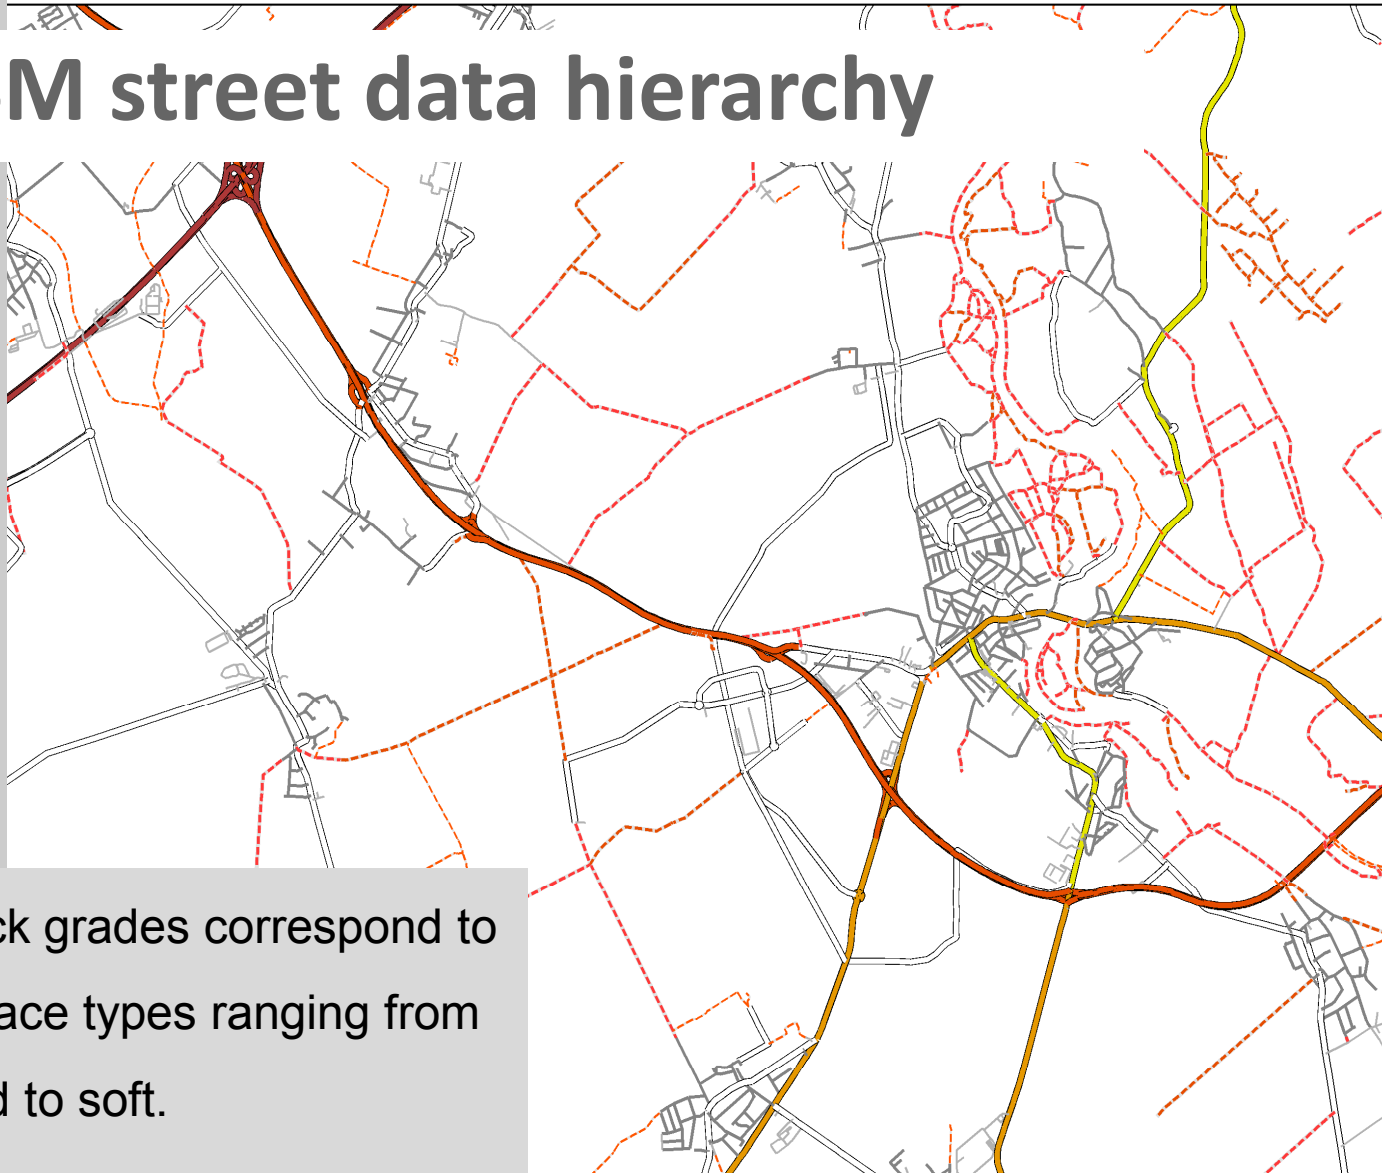 M street data hierarchy
ck grades correspond to
ace types ranging from
d to soft.